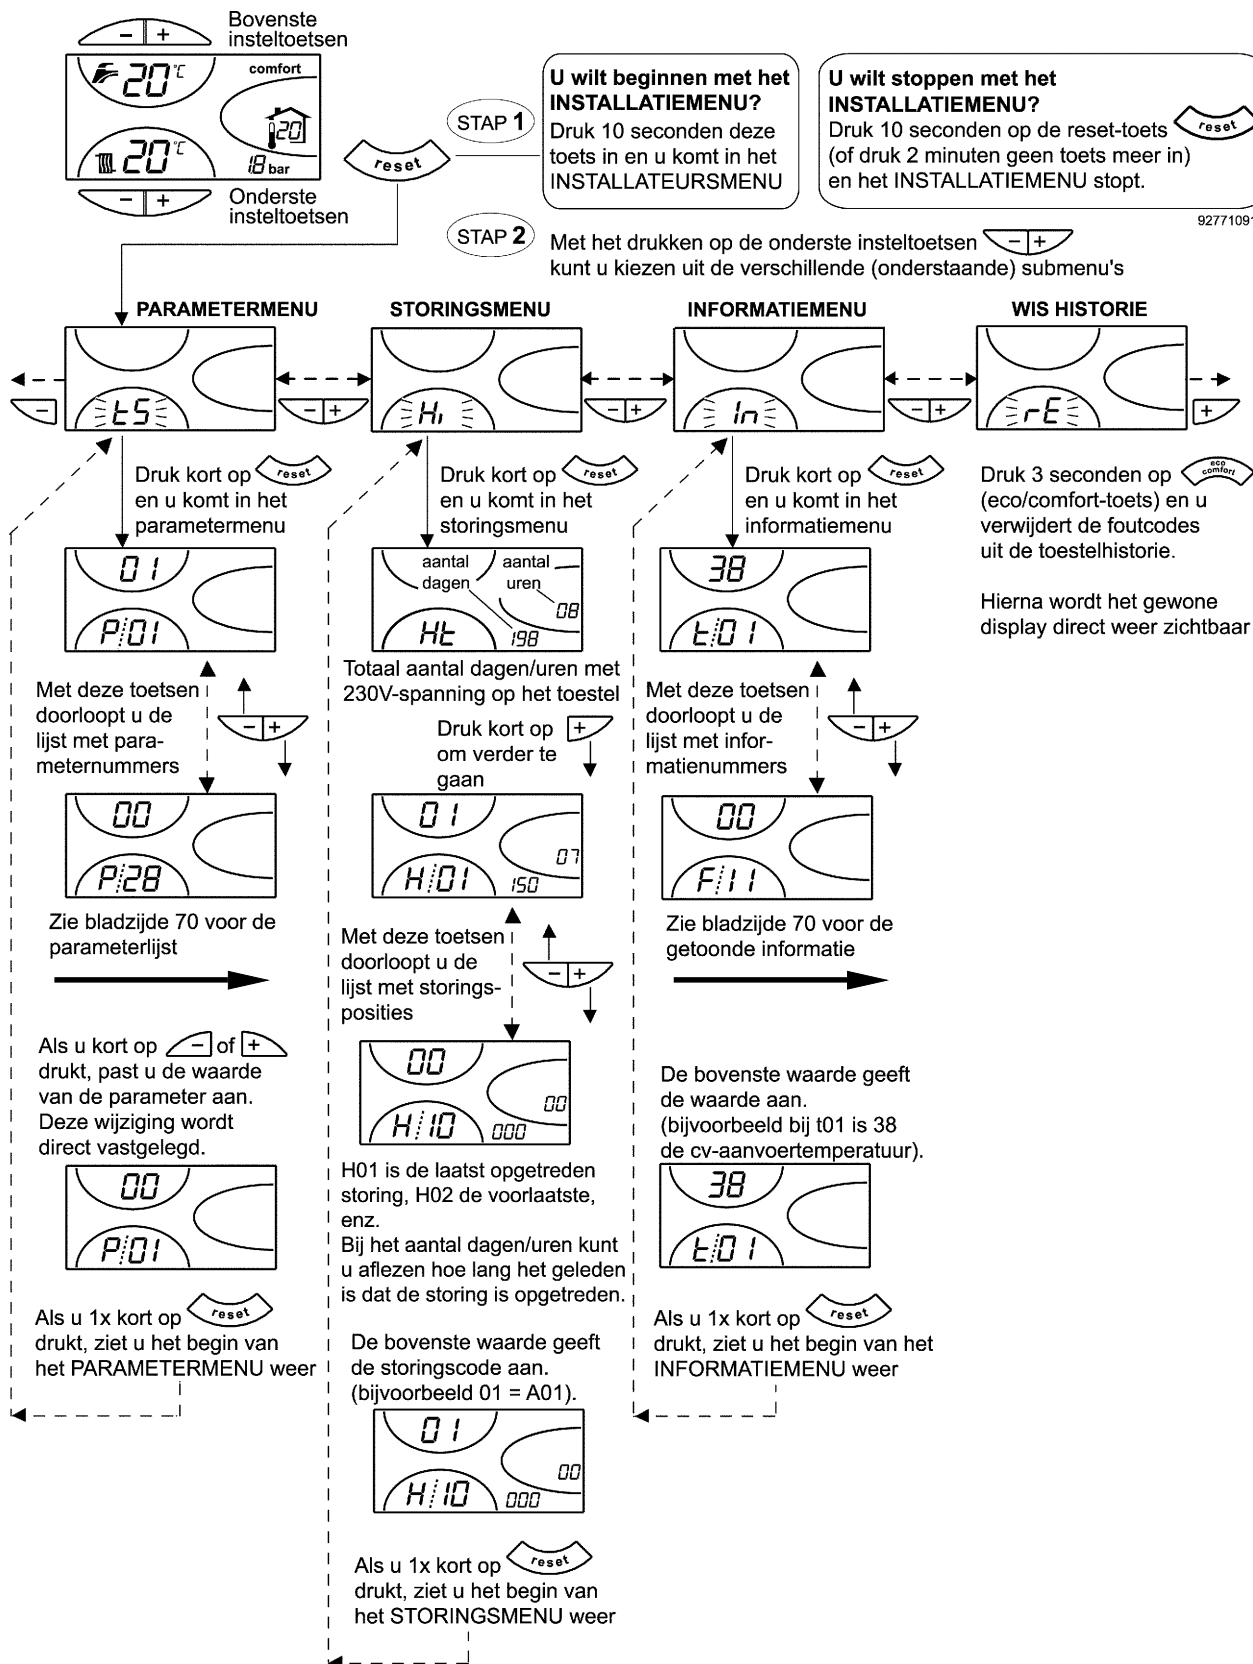 Bovenste
insteltoetsen
- +
20 °C
comfort
20
20 °C
18 bar
- +
Onderste
insteltoetsen
reset
STAP 1
U wilt beginnen met het
INSTALLATIEMENU?
Druk 10 seconden deze
toets in en u komt in het
INSTALLATEURSMENU
U wilt stoppen met het
INSTALLATIEMENU?
Druk 10 seconden op de reset-toets reset
(of druk 2 minuten geen toets meer in)
en het INSTALLATIEMENU stopt.
92771091
STAP 2
Met het drukken op de onderste insteltoetsen - +
kunt u kiezen uit de verschillende (onderstaande) submenu's
PARAMETERMENU
STORINGSMENU
INFORMATIEMENU
WIS HISTORIE
-
tS
- +
Hi
- +
In
- +
rE
+
Druk kort op reset
en u komt in het
parametermenu
01
P:01
Met deze toetsen
doorloopt u de
lijst met para-
meternummers
- +
00
P:28
Zie bladzijde 70 voor de
parameterlijst
Als u kort op - of +
drukt, past u de waarde
van de parameter aan.
Deze wijziging wordt
direct vastgelegd.
00
P:01
Als u 1x kort op reset
drukt, ziet u het begin van
het PARAMETERMENU weer
Druk kort op reset
en u komt in het
storingsmenu
aantal
dagen
aantal
uren
08
Ht
198
Totaal aantal dagen/uren met
230V-spanning op het toestel
Druk kort op +
om verder te
gaan
01
07
H:01
150
Met deze toetsen
doorloopt u de
lijst met storings-
posities
- +
00
00
H:10
000
H01 is de laatst opgetreden
storing, H02 de voorlaatste,
enz.
Bij het aantal dagen/uren kunt
u aflezen hoe lang het geleden
is dat de storing is opgetreden.
De bovenste waarde geeft
de storingscode aan.
(bijvoorbeeld 01 = A01).
01
00
H:10
000
Als u 1x kort op reset
drukt, ziet u het begin van
het STORINGSMENU weer
Druk kort op reset
en u komt in het
informatiemenu
38
t:01
Met deze toetsen
doorloopt u de
lijst met infor-
matienummers
- +
00
F:11
Zie bladzijde 70 voor de
getoonde informatie
De bovenste waarde geeft
de waarde aan.
(bijvoorbeeld bij t01 is 38
de cv-aanvoertemperatuur).
38
t:01
Als u 1x kort op reset
drukt, ziet u het begin van het
INFORMATIEMENU weer
Druk 3 seconden op eco comfort
(eco/comfort-toets) en u
verwijdert de foutcodes
uit de toestelhistorie.
Hierna wordt het gewone
display direct weer zichtbaar